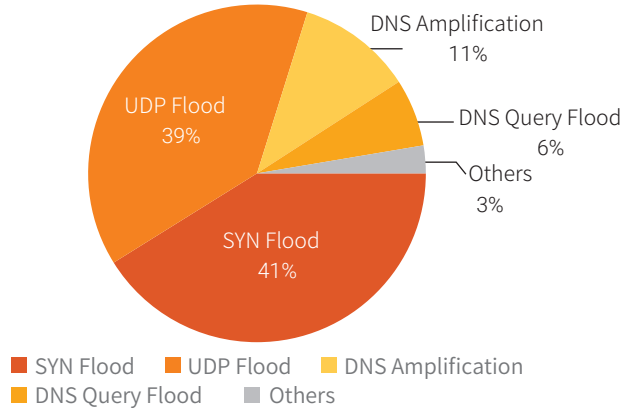 DNS Amplification
11%
UDP Flood
39%
DNS Query Flood
6%
Others
3%
SYN Flood
41%
SYN Flood UDP Flood DNS Amplification
DNS Query Flood Others